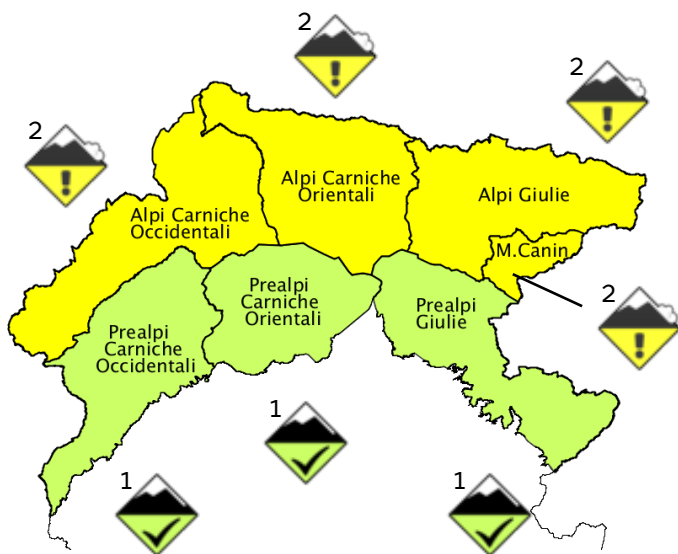 2
2
2
Alpi Carniche
Orientali
Alpi Giulie
Alpi Carniche
Occidentali
M.Canin
Prealpi
Carniche
Orientali
2
Prealpi
Giulie
Prealpi
Carniche
Occidentali
1
1
1